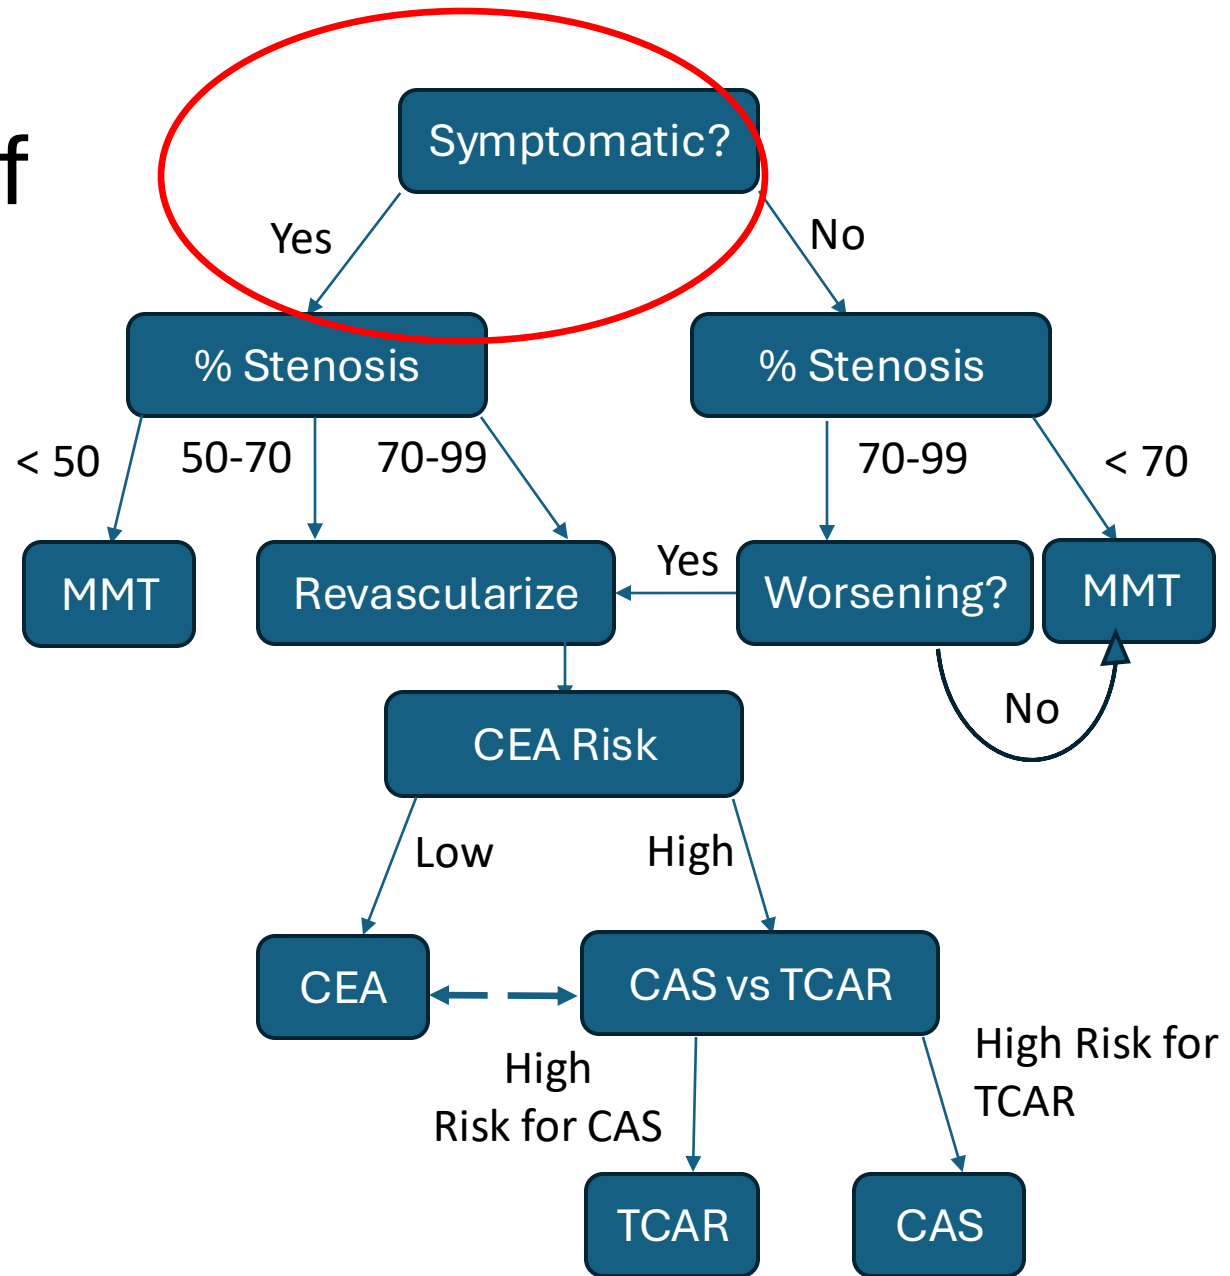 f
Symptomatic?
Yes
No
% Stenosis
% Stenosis
< 50
50-70
70-99
70-99
< 70
MMT
Revascularize
Yes
Worsening?
MMT
No
CEA Risk
Low
High
CEA
CAS vs TCAR
High
Risk for CAS
High Risk for
TCAR
TCAR
CAS